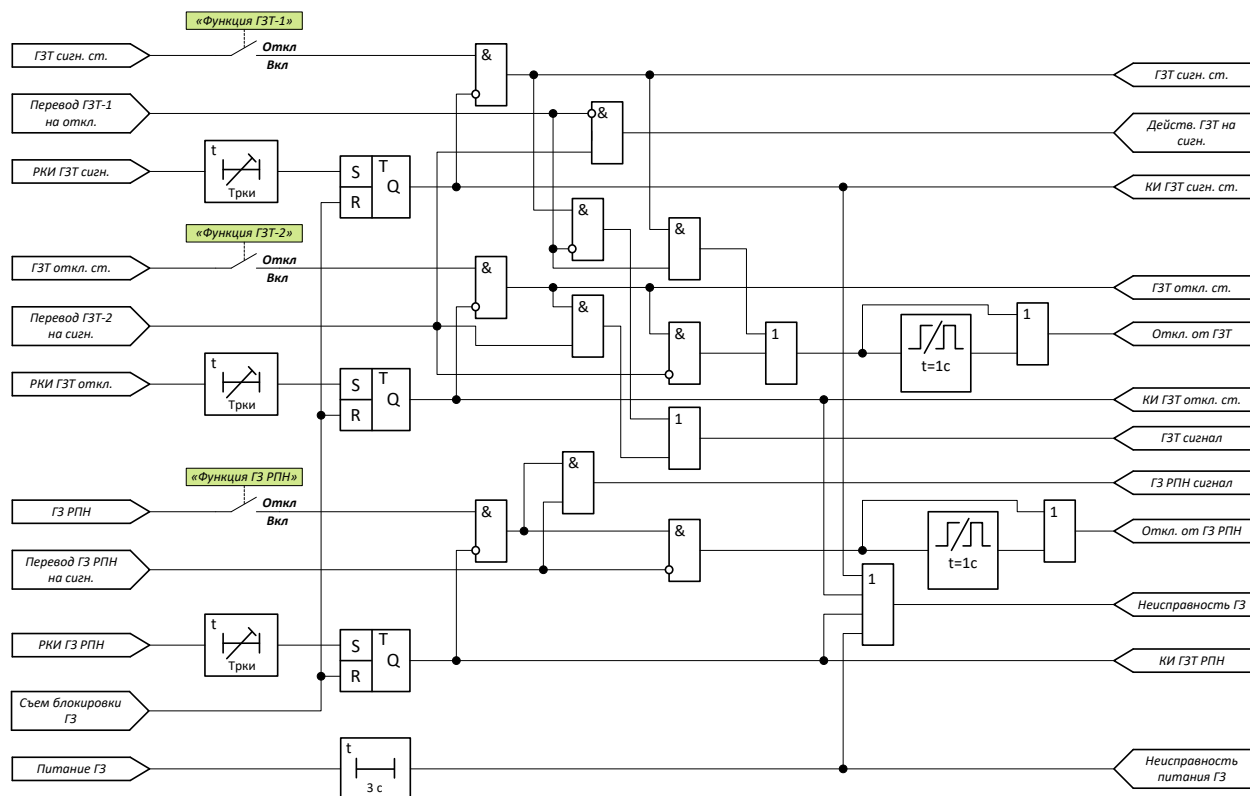 «Функция ГЗТ-1»
ГЗТ сигн. ст.
Откл
Вкл
&
ГЗТ сигн. ст.
Перевод ГЗТ-1
на откл.
&
Действ. ГЗТ на
сигн.
РКИ ГЗТ сигн.
t
Трки
S
T
R
Q
КИ ГЗТ сигн. ст.
&
&
«Функция ГЗТ-2»
ГЗТ откл. ст.
Откл
Вкл
&
ГЗТ откл. ст.
Перевод ГЗТ-2
на сигн.
&
&
1
t=1c
1
Откл. от ГЗТ
РКИ ГЗТ откл.
t
Трки
S
T
R
Q
КИ ГЗТ откл. ст.
1
ГЗТ сигнал
«Функция ГЗ РПН»
&
ГЗ РПН сигнал
ГЗ РПН
Откл
Вкл
&
&
t=1c
1
Откл. от ГЗ РПН
Перевод ГЗ РПН
на сигн.
1
Неисправность ГЗ
РКИ ГЗ РПН
t
Трки
S
T
R
Q
КИ ГЗТ РПН
Съем блокировки
ГЗ
Питание ГЗ
t
3 с
Неисправность
питания ГЗ